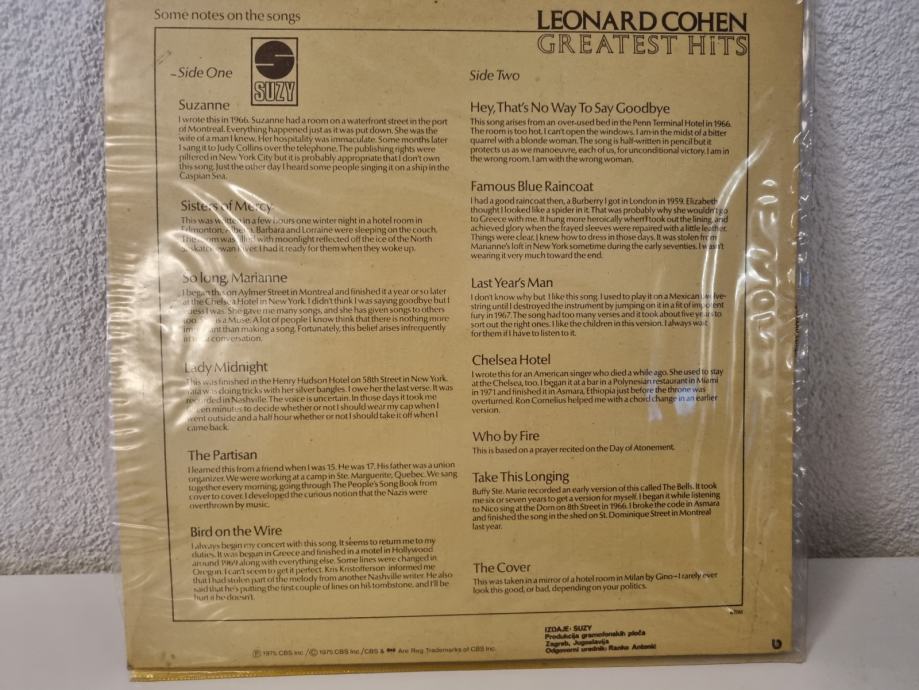 Some notes on the songs
LEONARD COHEN
GREATEST HITS
Side One
SUZY
Suzanne
I wrote this in 1966. Suzanne had a room on a waterfront street in the port
of Montreal. Everything happened just as it was put down. She was the
wife of a man I knew. Her hospitality was immaculate. Some months later
I sang it to Judy Collins over the telephone. The publishing rights were
pilfered in New York City but it is probably appropriate that I don't own
this song. Just the other day I heard some people singing it on a ship in the
Caspian Sea.
Sisters of Mercy
This was written in a few hours one winter night in a hotel room in
Edmonton, Alberta. Barbara and Lorraine were sleeping on the couch.
The room was filled with moonlight reflected off the ice of the North
Saskatchewan River. I had it ready for them when they woke up.
So long, Marianne
I began this on Aylmer Street in Montreal and finished it a year or so later
at the Chelsea Hotel in New York. I didn't think I was saying goodbye but I
guess I was. She gave me many songs, and she has given songs to others
too. She is a Muse. A lot of people I know think that there is nothing more
important than making a song. Fortunately, this belief arises infrequently
in their conversation.
Lady Midnight
This was finished in the Henry Hudson Hotel on 58th Street in New York.
was doing tricks with her silver bangles. I owe her the last verse. It was
recorded in Nashville. The voice is uncertain. In those days it took me
fifteen minutes to decide whether or not I should wear my cap when I
went outside and a half hour whether or not I should take it off when I
came back.
The Partisan
I learned this from a friend when I was 15. He was 17. His father was a union
organizer. We were working at a camp in Ste. Marguerite, Quebec. We sang
together every morning, going through The People's Song Book from
cover to cover. I developed the curious notion that the Nazis were
overthrown by music.
Bird on the Wire
I always begin my concert with this song. It seems to return me to my
duties. It was begun in Greece and finished in a motel in Hollywood
around 1969 along with everything else. Some lines were changed in
Oregon. I can't seem to get it perfect. Kris Kristofferson informed me
that I had stolen part of the melody from another Nashville writer. He also
said that he's putting the first couple of lines on his tombstone, and I'll be
hurt if he doesn't.
Side Two
Hey, That's No Way To Say Goodbye
This song arises from an over-used bed in the Penn Terminal Hotel in 1966.
The room is too hot. I can't open the windows. I am in the midst of a bitter
quarrel with a blonde woman. The song is half-written in pencil but it
protects us as we manoeuvre, each of us, for unconditional victory. I am in
the wrong room. I am with the wrong woman.
Famous Blue Raincoat
I had a good raincoat then, a Burberry I got in London in 1959. Elizabeth
thought I looked like a spider in it. That was probably why she wouldn't go
to Greece with me. It hung more heroically when I took out the lining, and
achieved glory when the frayed sleeves were repaired with a little leather.
Things were clear. I knew how to dress in those days. It was stolen from
Marianne's loft in New York sometime during the early seventies. I wasn't
wearing it very much toward the end.
Last Year's Man
I don't know why but I like this song. I used to play it on a Mexican twelve-
string until I destroyed the instrument by jumping on it in a fit of impotent
fury in 1967. The song had too many verses and it took about five years to
sort out the right ones. I like the children in this version. I always wait
for them if I have to listen to it.
Chelsea Hotel
I wrote this for an American singer who died a while ago. She used to stay
at the Chelsea, too. I began it at a bar in a Polynesian restaurant in Miami
in 1971 and finished it in Asmara, Ethiopia just before the throne was
overturned. Ron Cornelius helped me with a chord change in an earlier
version.
Who by Fire
This is based on a prayer recited on the Day of Atonement.
Take This Longing
Buffy Ste. Marie recorded an early version of this called The Bells. It took
me six or seven years to get a version for myself. I began it while listening
to Nico sing at the Dom on 8th Street in 1966. I broke the code in Asmara
and finished the song in the shed on St. Dominique Street in Montreal
last year.
The Cover
This was taken in a mirror of a hotel room in Milan by Gino—I rarely ever
look this good, or bad, depending on your politics.
℗ 1975 CBS Inc./© 1975 CBS Inc./CBS & Are Reg Trademarks of CBS Inc.
IZDAJE: SUZY
Produkcija gramofonskih ploča
Zagreb, Jugoslavija
Odgovorni urednik: Ranko Antonić
b